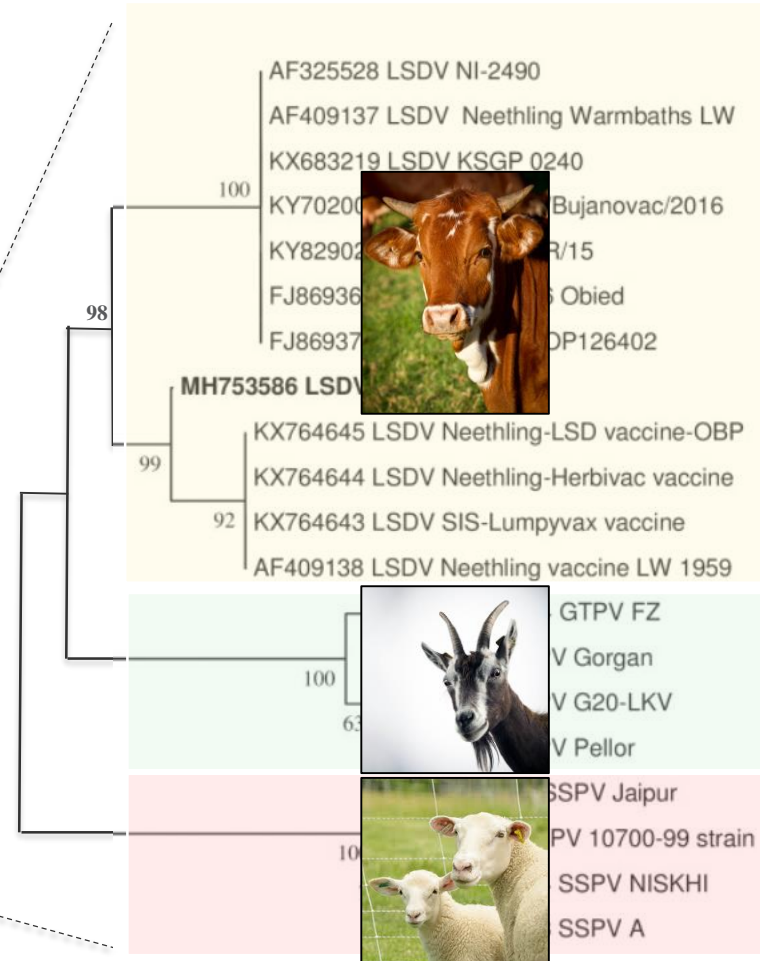 AF325528 LSDV NI-2490
AF409137 LSDV Neethling Warmbaths LW
KX683219 LSDV KSGP 0240
100
KY70200 /Bujanovac/2016
KY82902 R/15
FJ86936 Obied
98
FJ86937 OP126402
MH753586 LSDV
KX764645 LSDV Neethling-LSD vaccine-OBP
99
KX764644 LSDV Neethling-Herbivac vaccine
92
KX764643 LSDV SIS-Lumpyvax vaccine
AF409138 LSDV Neethling vaccine LW 1959
GTPV FZ
V Gorgan
100
V G20-LKV
63
V Pellor
SSPV Jaipur
PV 10700-99 strain
10
SSPV NISKHI
SSPV A